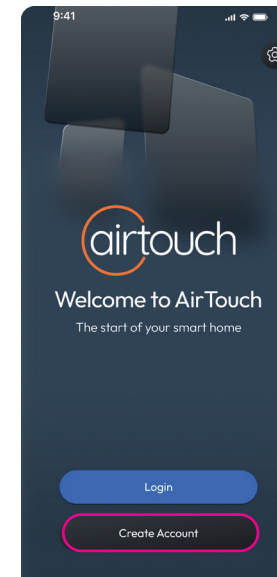 9:41
airtouch
Welcome to AirTouch
The start of your smart home
Login
Create Account